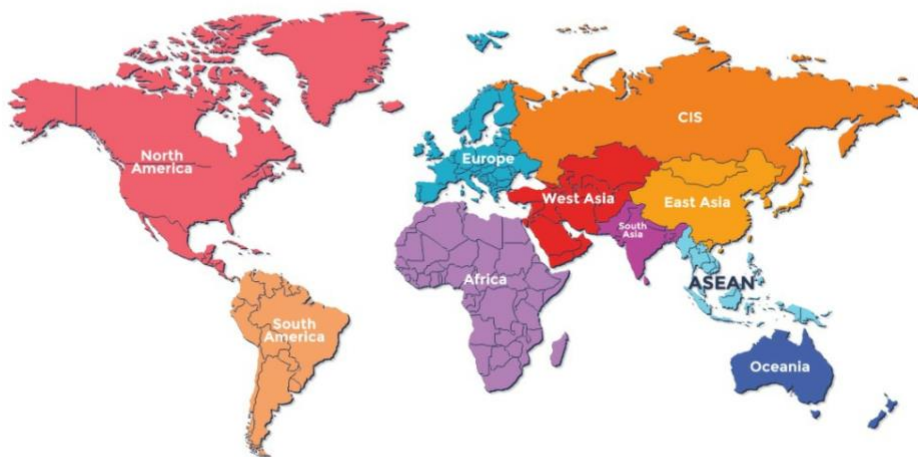 North
America
South
America
Europe
Africa
CIS
West Asia
East Asia
South
Asia
ASEAN
Oceania